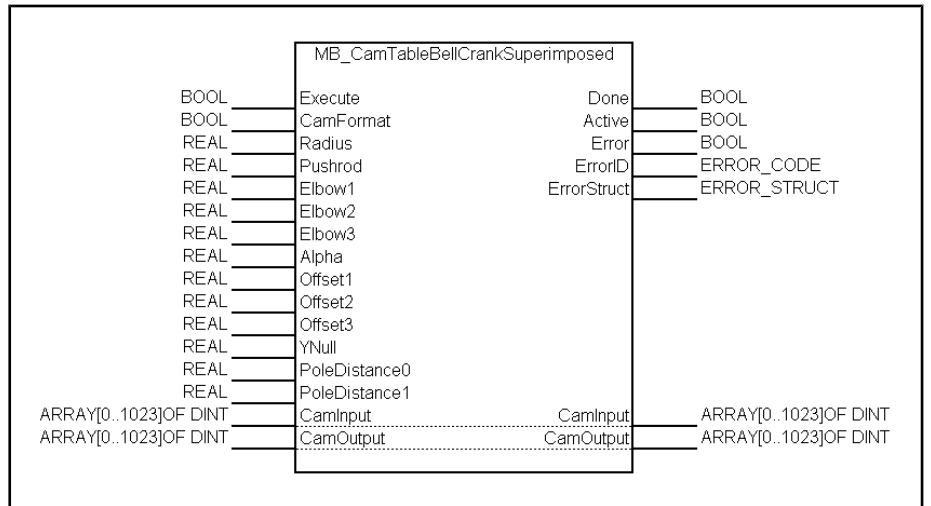 MB_CamTableBellCrankSuperimposed
BOOL Execute Done BOOL
BOOL CamFormat Active BOOL
REAL Radius Error BOOL
REAL Pushrod ErrorID ERROR_CODE
REAL Elbow1 ErrorStruct ERROR_STRUCT
REAL Elbow2
REAL Elbow3
REAL Alpha
REAL Offset1
REAL Offset2
REAL Offset3
REAL YNull
REAL PoleDistance0
REAL PoleDistance1
ARRAY[0..1023]OF DINT CamInput CamInput ARRAY[0..1023]OF DINT
ARRAY[0..1023]OF DINT CamOutput CamOutput ARRAY[0..1023]OF DINT